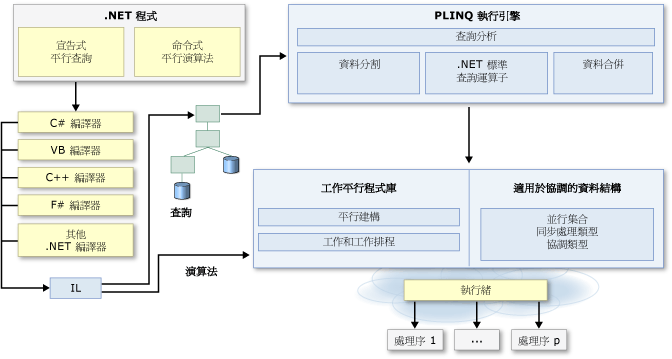 .NET 程式
宣告式
平行查詢
命令式
平行演算法
C# 編譯器
VB 編譯器
C++ 編譯器
F# 編譯器
其他
.NET 編譯器
IL
查詢
演算法
PLINQ 執行引擎
查詢分析
資料分割
.NET 標準
查詢運算子
資料合併
工作平行程式庫
平行建構
工作和工作排程
適用於協調的資料結構
並行集合
同步處理類型
協調類型
執行緒
處理序 1
...
處理序 p